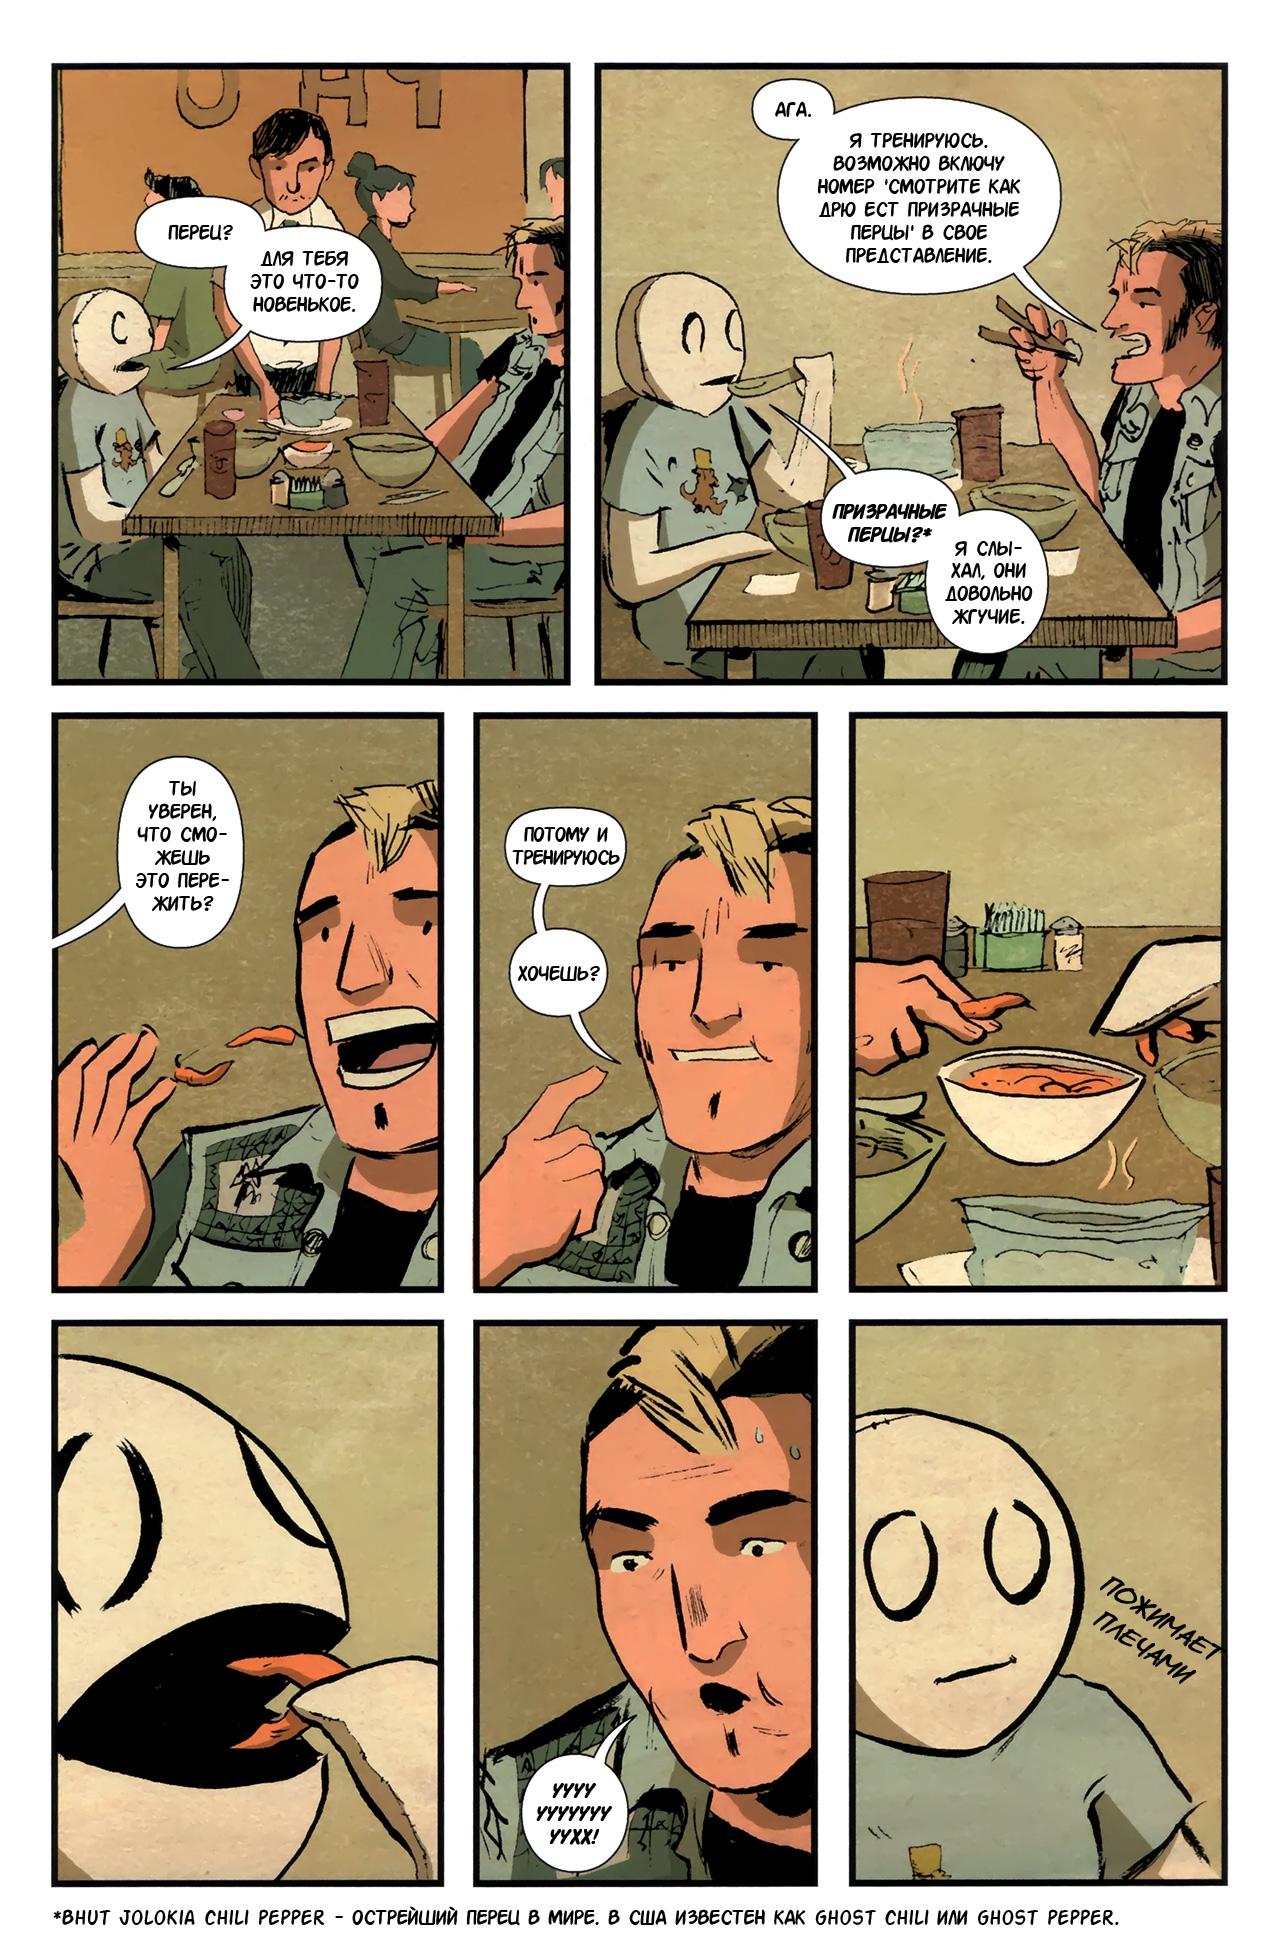 PHO
ПЕРЕЦ?
ДЛЯ ТЕБЯ
ЭТО ЧТО-ТО
НОВЕНЬКОЕ.
АГА.
Я ТРЕНИРУЮСЬ.
ВОЗМОЖНО ВКЛЮЧУ
НОМЕР 'СМОТРИТЕ КАК
ДРЮ ЕСТ ПРИЗРАЧНЫЕ
ПЕРЦЫ' В СВОЕ
ПРЕДСТАВЛЕНИЕ.
ПРИЗРАЧНЫЕ
ПЕРЦЫ?*
Я СЛЫ-
ХАЛ, ОНИ
ДОВОЛЬНО
ЖГУЧИЕ.
ТЫ
УВЕРЕН,
ЧТО СМО-
ЖЕШЬ
ЭТО ПЕРЕ-
ЖИТЬ?
ПОТОМУ И
ТРЕНИРУЮСЬ
ХОЧЕШЬ?
УУУУ
УУУУУУУ
УУХХ!
ПОЖИМАЕТ
ПЛЕЧАМИ
*BHUT JOLOKIA CHILI PEPPER - ОСТРЕЙШИЙ ПЕРЕЦ В МИРЕ. В США ИЗВЕСТЕН КАК GHOST CHILI ИЛИ GHOST PEPPER.